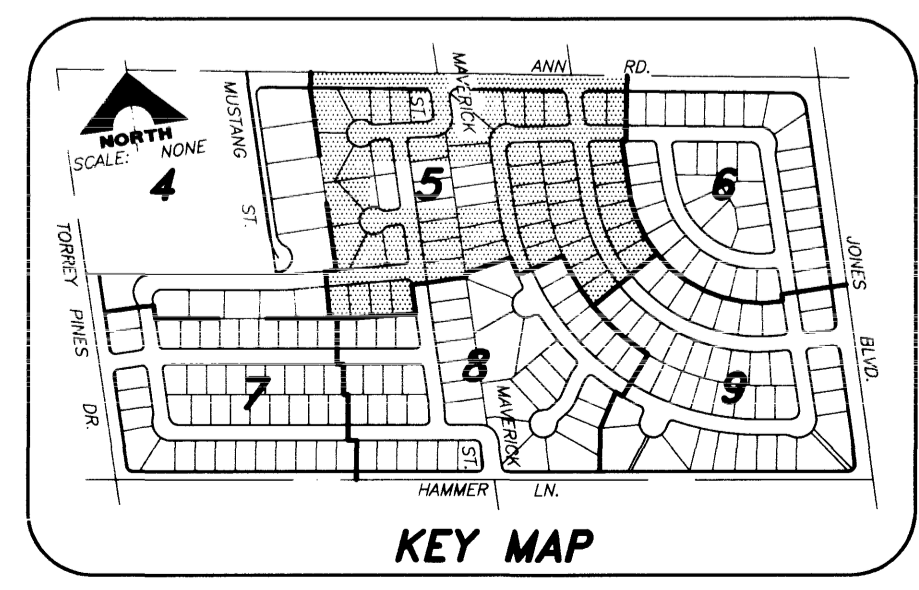 ANN RD.
MAVERICK
ST.
MUSTANG
ST.
NORTH
SCALE: NONE
4
5
6
TORREY PINES DR.
JONES BLVD.
7
8
9
MAVERICK
ST.
HAMMER LN.
KEY MAP